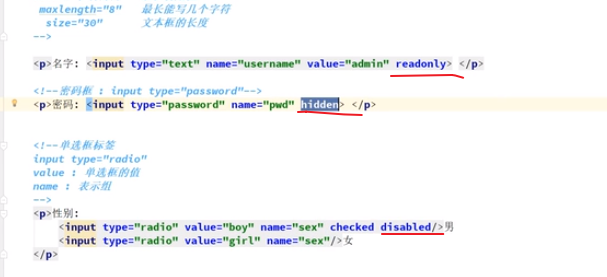 maxlength="8"   最长能写几个字符
size="30"      文本框的长度
-->
<p>名字: <input type="text" name="username" value="admin" readonly> </p>
<!--密码框 : input type="password"-->
<p>密码: <input type="password" name="pwd" hidden> </p>
<!--单选框标签
input type="radio"
value : 单选框的值
name : 表示组
-->
<p>性别:
<input type="radio" value="boy" name="sex" checked disabled/>男
<input type="radio" value="girl" name="sex"/>女
</p>